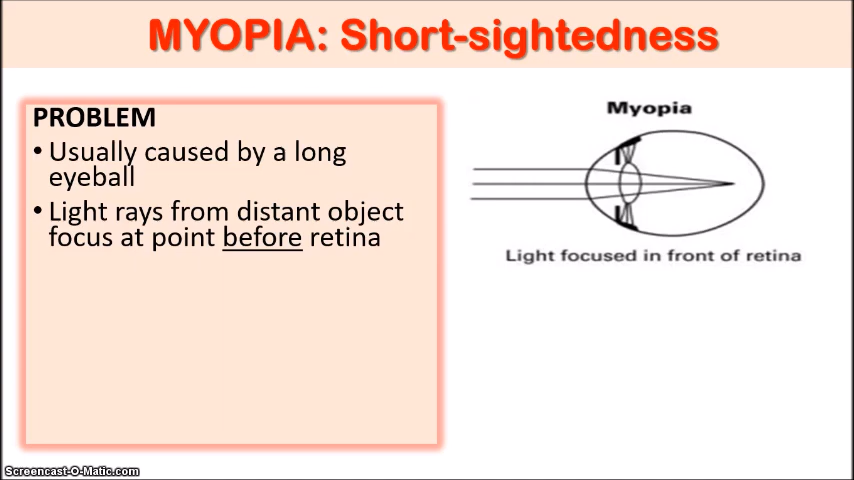 MYOPIA: Short-sightedness
PROBLEM
• Usually caused by a long
eyeball
• Light rays from distant object
focus at point before retina
Myopia
Light focused in front of retina
Screencast-O-Matic.com